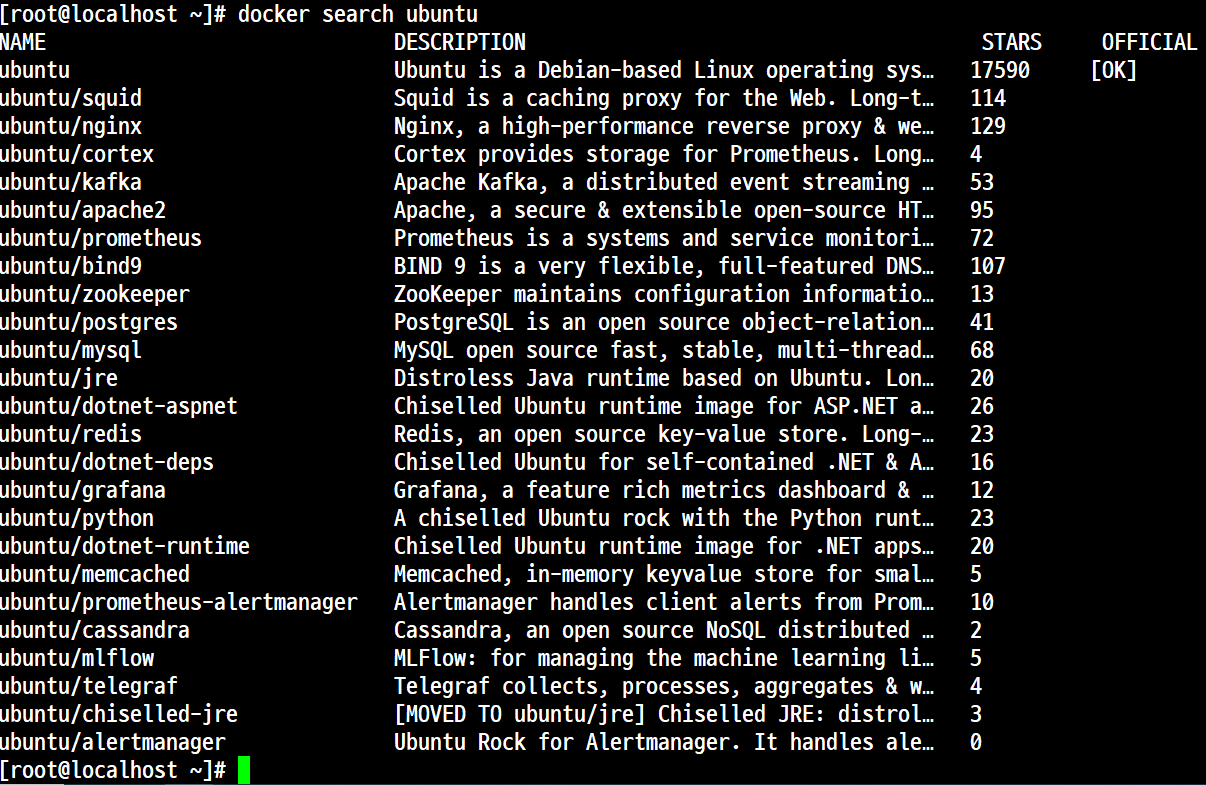 [root@localhost ~]# docker search ubuntu
NAME                             DESCRIPTION                                      STARS     OFFICIAL
ubuntu                           Ubuntu is a Debian-based Linux operating sys…   17590     [OK]
ubuntu/squid                     Squid is a caching proxy for the Web. Long-t…   114
ubuntu/nginx                     Nginx, a high-performance reverse proxy & we…   129
ubuntu/cortex                    Cortex provides storage for Prometheus. Long…   4
ubuntu/kafka                     Apache Kafka, a distributed event streaming …   53
ubuntu/apache2                   Apache, a secure & extensible open-source HT…   95
ubuntu/prometheus                Prometheus is a systems and service monitori…   72
ubuntu/bind9                     BIND 9 is a very flexible, full-featured DNS…   107
ubuntu/zookeeper                 ZooKeeper maintains configuration informatio…   13
ubuntu/postgres                  PostgreSQL is an open source object-relation…   41
ubuntu/mysql                     MySQL open source fast, stable, multi-thread…   68
ubuntu/jre                       Distroless Java runtime based on Ubuntu. Lon…   20
ubuntu/dotnet-aspnet             Chiselled Ubuntu runtime image for ASP.NET a…   26
ubuntu/redis                     Redis, an open source key-value store. Long-…   23
ubuntu/dotnet-deps               Chiselled Ubuntu for self-contained .NET & A…   16
ubuntu/grafana                   Grafana, a feature rich metrics dashboard & …   12
ubuntu/python                    A chiselled Ubuntu rock with the Python runt…   23
ubuntu/dotnet-runtime            Chiselled Ubuntu runtime image for .NET apps…   20
ubuntu/memcached                 Memcached, in-memory keyvalue store for smal…   5
ubuntu/prometheus-alertmanager   Alertmanager handles client alerts from Prom…   10
ubuntu/cassandra                 Cassandra, an open source NoSQL distributed …   2
ubuntu/mlflow                    MLFlow: for managing the machine learning li…   5
ubuntu/telegraf                  Telegraf collects, processes, aggregates & w…   4
ubuntu/chiselled-jre             [MOVED TO ubuntu/jre] Chiselled JRE: distrol…   3
ubuntu/alertmanager              Ubuntu Rock for Alertmanager. It handles ale…   0
[root@localhost ~]#